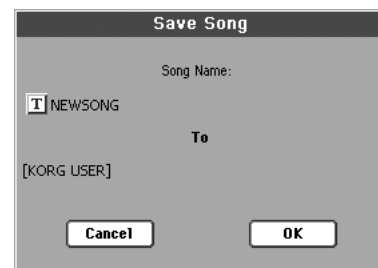 Save Song
Song Name:
T NEWSONG
To
[KORG USER]
Cancel OK